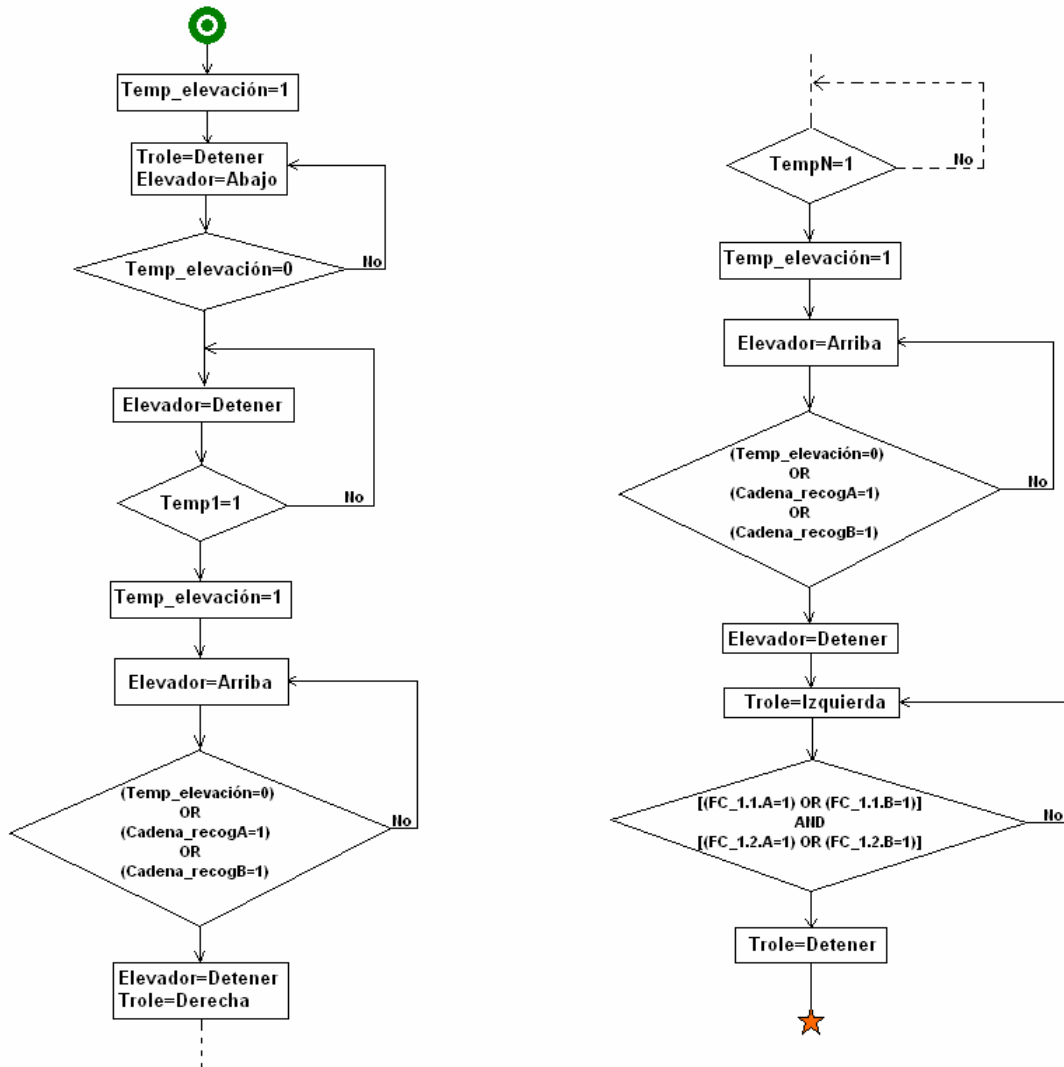 Temp_elevación=1
Trole=Detener
Elevador=Abajo
Temp_elevación=0
No
Elevador=Detener
Temp1=1
No
Temp_elevación=1
Elevador=Arriba
(Temp_elevación=0)
OR
(Cadena_recogA=1)
OR
(Cadena_recogB=1)
No
Elevador=Detener
Trole=Derecha
TempN=1
No
Temp_elevación=1
Elevador=Arriba
(Temp_elevación=0)
OR
(Cadena_recogA=1)
OR
(Cadena_recogB=1)
No
Elevador=Detener
Trole=Izquierda
[(FC_1.1.A=1) OR (FC_1.1.B=1)]
AND
[(FC_1.2.A=1) OR (FC_1.2.B=1)]
No
Trole=Detener